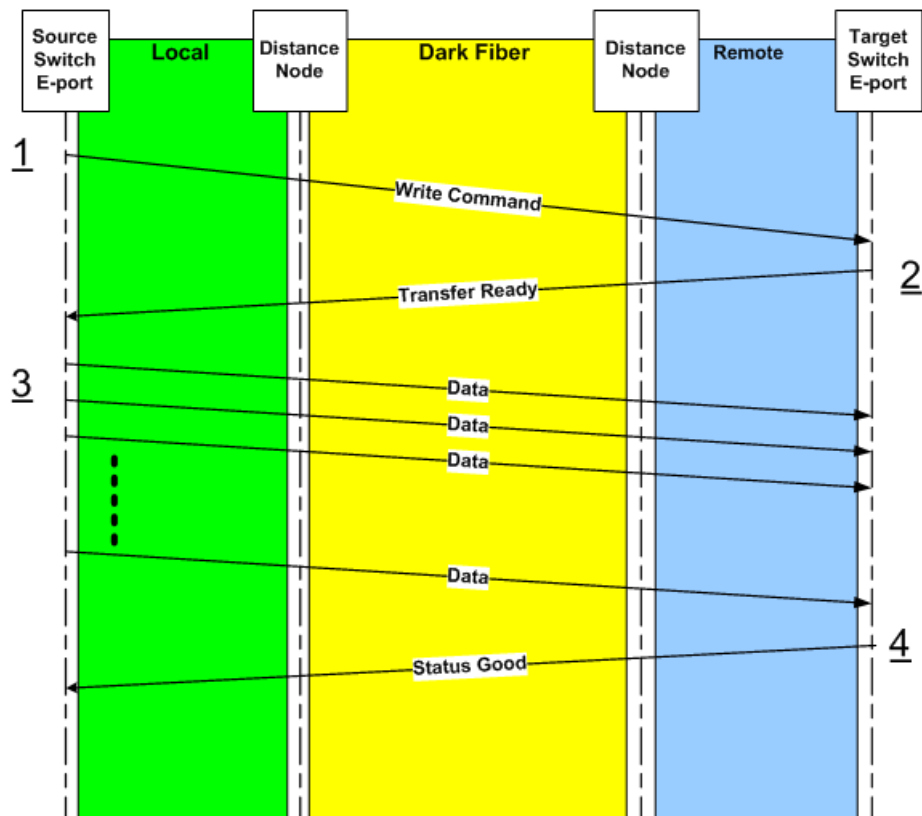 Source
Switch
E-port
Local
Distance
Node
Dark Fiber
Distance
Node
Remote
Target
Switch
E-port
1
Write Command
2
Transfer Ready
3
Data
Data
Data
Data
4
Status Good